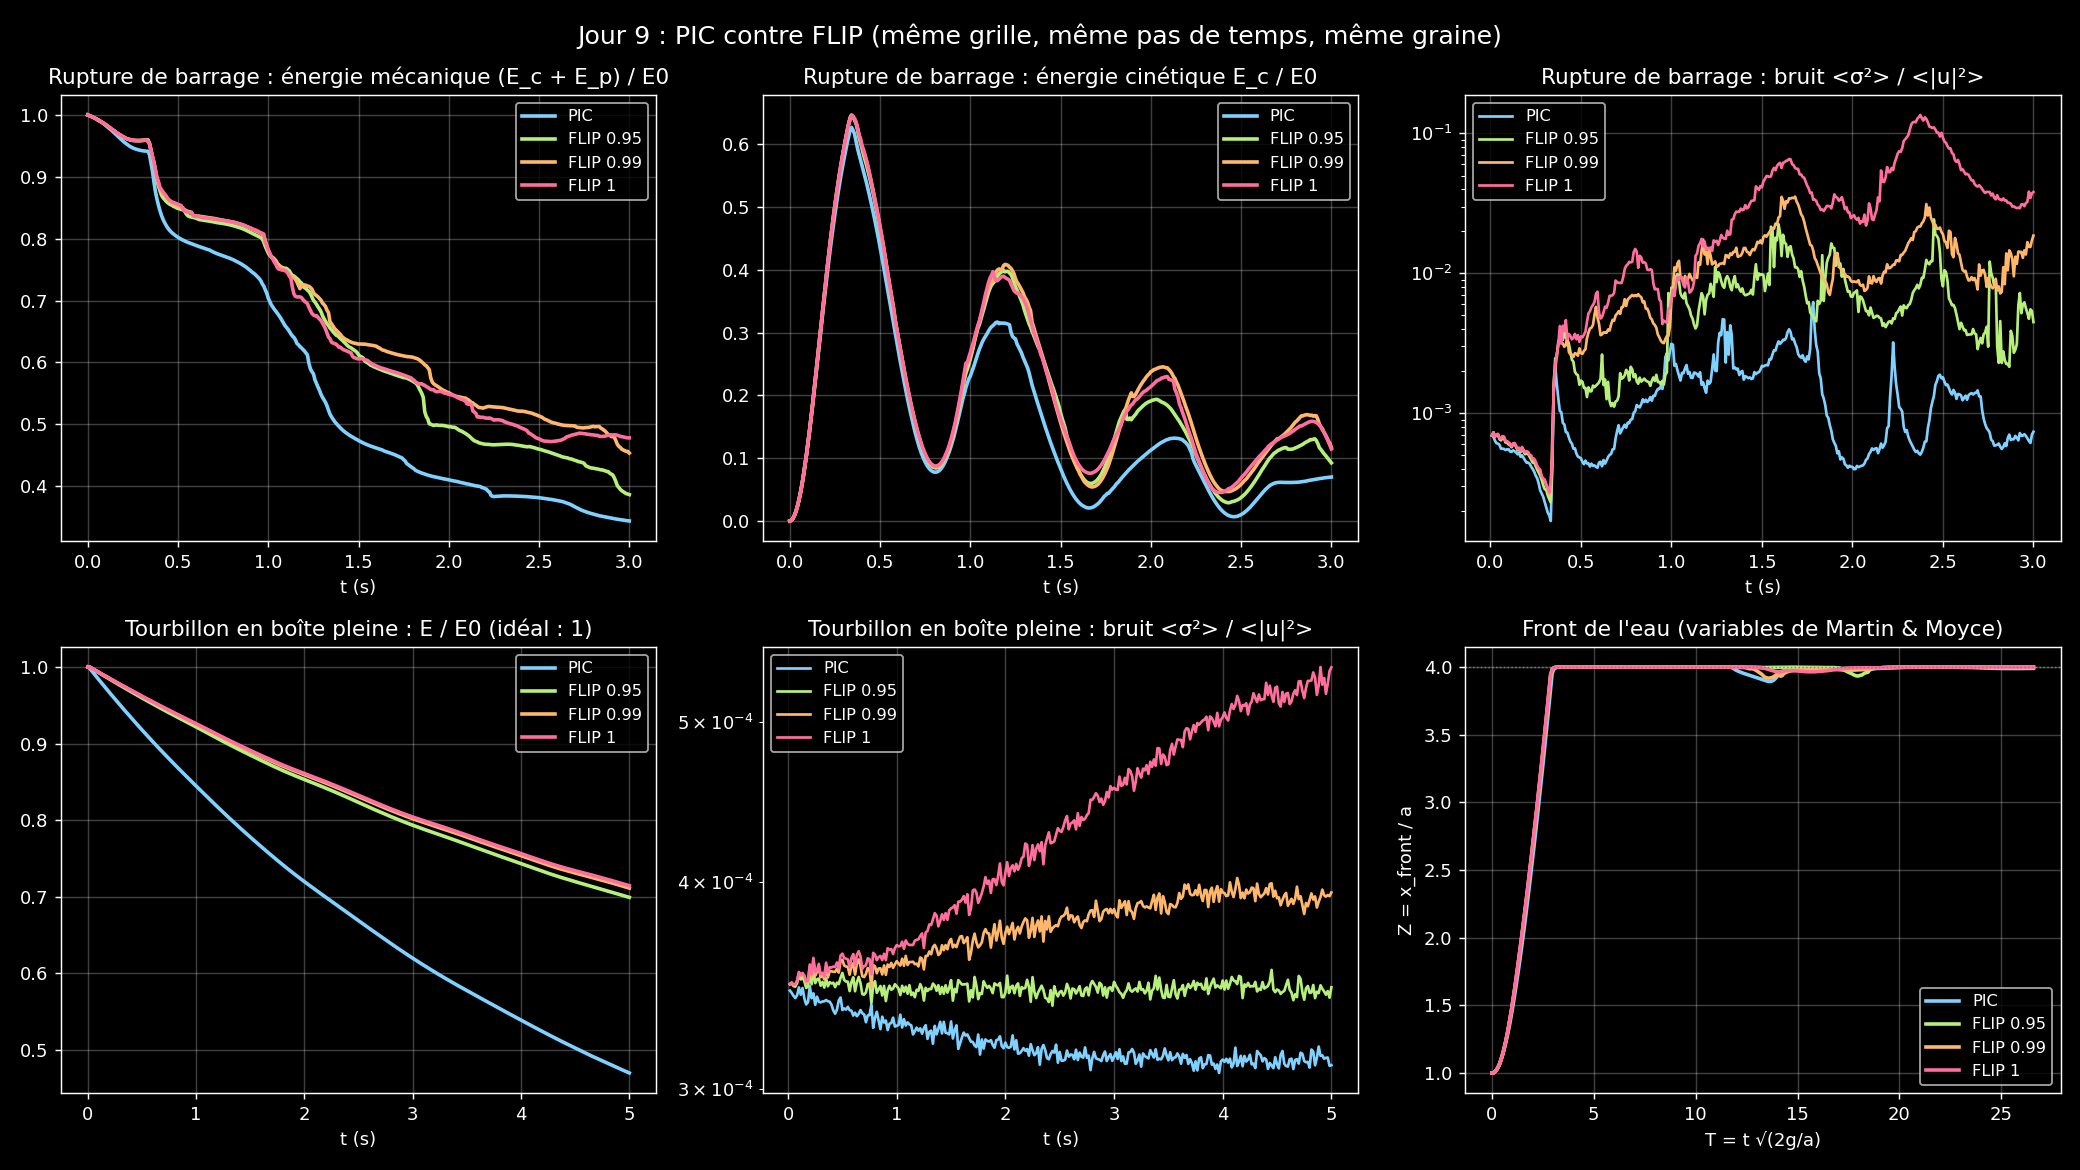 Jour 9 : PIC contre FLIP (même grille, même pas de temps, même graine)
Rupture de barrage : énergie mécanique (E_c + E_p) / E0
1.0
0.9
0.8
0.7
0.6
0.5
0.4
PIC
FLIP 0.95
FLIP 0.99
FLIP 1
0.0 0.5 1.0 1.5 2.0 2.5 3.0
t (s)
Rupture de barrage : énergie cinétique E_c / E0
0.6
0.5
0.4
0.3
0.2
0.1
0.0
PIC
FLIP 0.95
FLIP 0.99
FLIP 1
0.0 0.5 1.0 1.5 2.0 2.5 3.0
t (s)
Rupture de barrage : bruit <σ²> / <|u|²>
10⁻¹
10⁻²
10⁻³
PIC
FLIP 0.95
FLIP 0.99
FLIP 1
0.0 0.5 1.0 1.5 2.0 2.5 3.0
t (s)
Tourbillon en boîte pleine : E / E0 (idéal : 1)
1.0
0.9
0.8
0.7
0.6
0.5
PIC
FLIP 0.95
FLIP 0.99
FLIP 1
0 1 2 3 4 5
t (s)
Tourbillon en boîte pleine : bruit <σ²> / <|u|²>
5 × 10⁻⁴
4 × 10⁻⁴
3 × 10⁻⁴
PIC
FLIP 0.95
FLIP 0.99
FLIP 1
0 1 2 3 4 5
t (s)
Front de l'eau (variables de Martin & Moyce)
Z = x_front / a
4.0
3.5
3.0
2.5
2.0
1.5
1.0
PIC
FLIP 0.95
FLIP 0.99
FLIP 1
0 5 10 15 20 25
T = t √(2g/a)